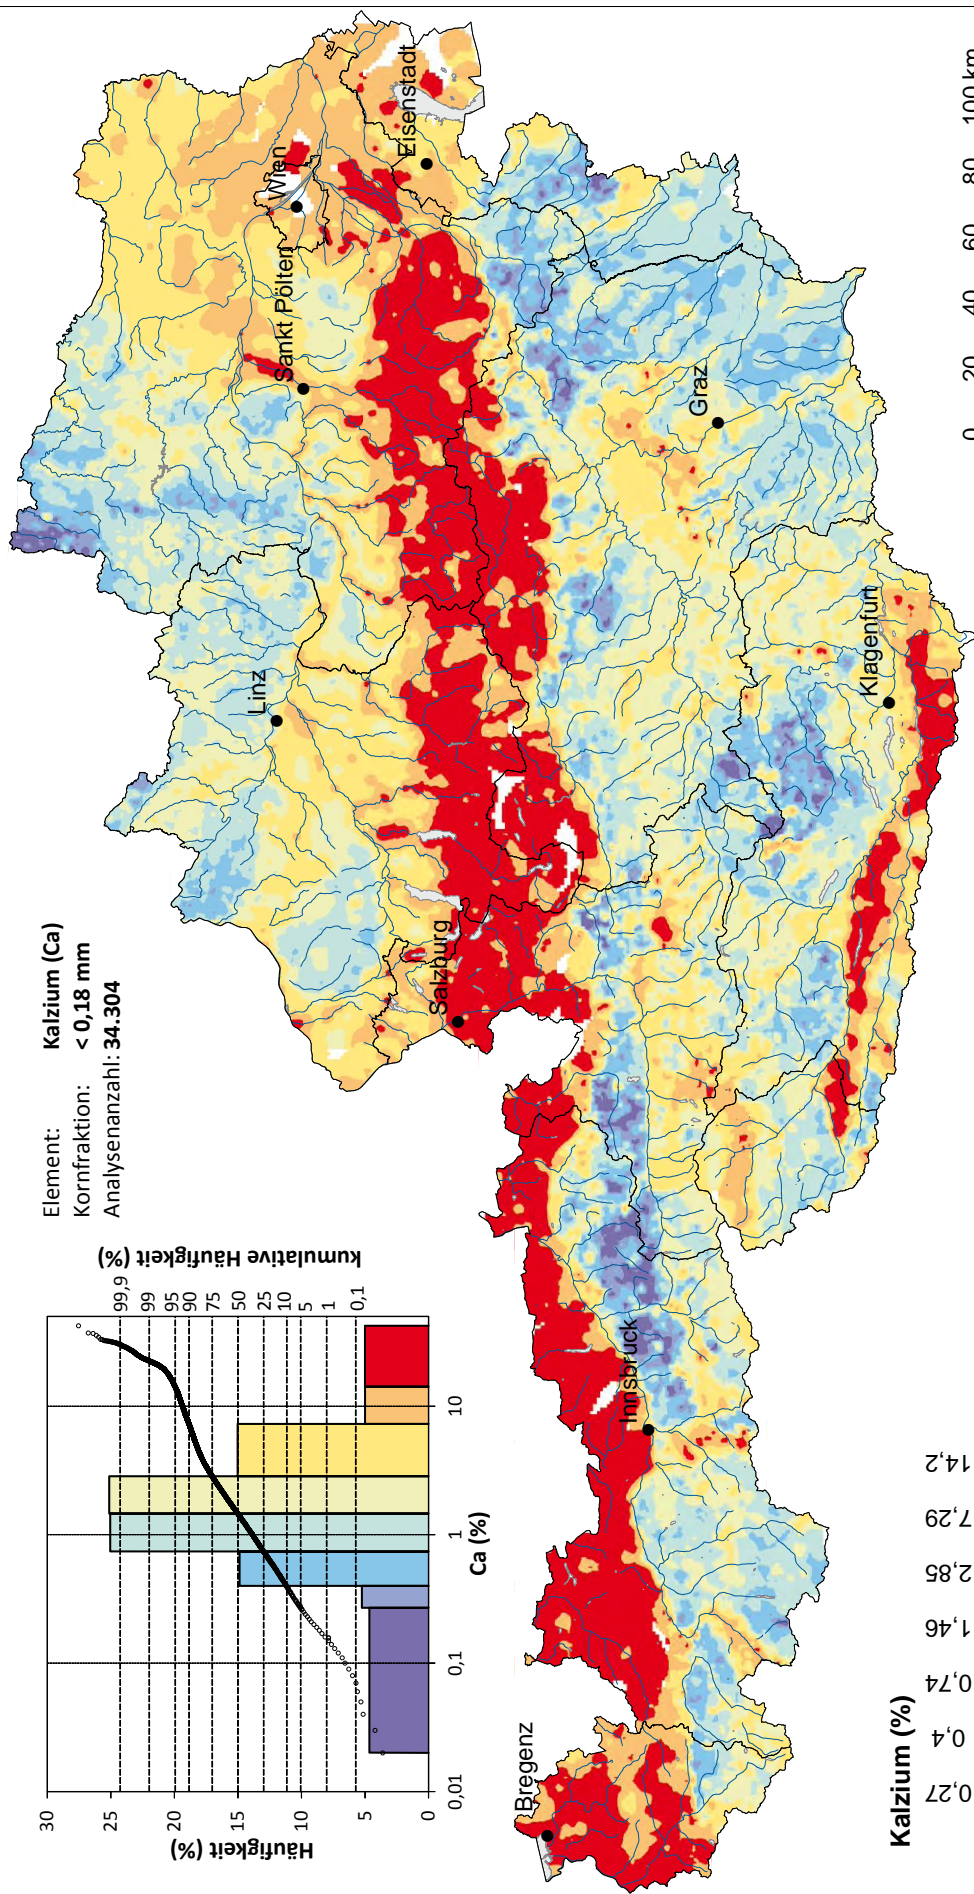 Element: Kalzium (Ca)
Kornfraktion: < 0,18 mm
Analysenanzahl: 34.304
Häufigkeit (%)
30
25
20
15
10
5
0
kumulative Häufigkeit (%)
99,9
99
95
90
75
50
25
10
5
1
0,1
0,01
0,1
1
10
Ca (%)
Bregenz
Innsbruck
Salzburg
Linz
Sankt Pölten
Wien
Eisenstadt
Graz
Klagenfurt
Kalzium (%)
0,27
0,4
0,74
1,46
2,85
7,29
14,2
0 20 40 60 80 100 km